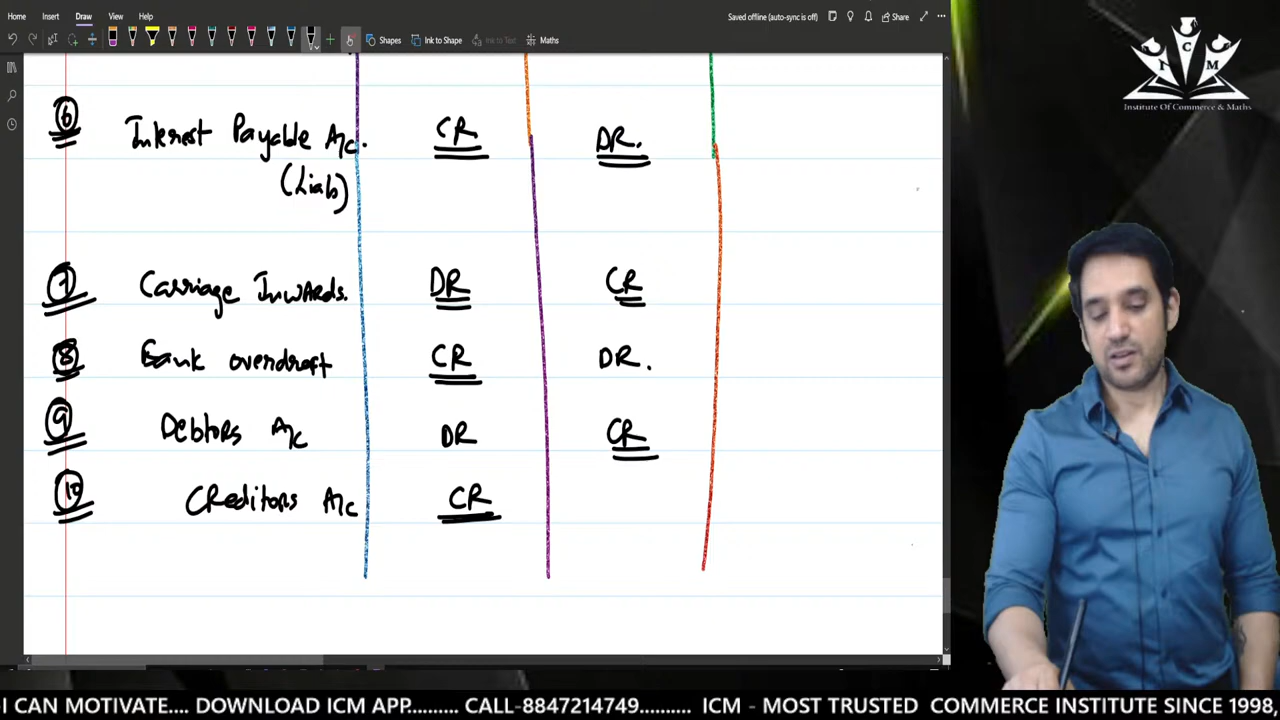 Home Insert Draw View Help
Saved offline (auto-sync is off) Share
Shapes Ink to Shape Ink to Text Maths
I C M
Institute Of Commerce & Maths
6 Interest Payable A/c. CR DR.
(Liab)
7 Carriage Inwards. DR CR
8 Bank overdraft CR DR.
9 Debtors A/c DR CR
10 CReditors A/c CR
I CAN MOTIVATE.... DOWNLOAD ICM APP......... CALL-8847214749.......... ICM - MOST TRUSTED COMMERCE INSTITUTE SINCE 1998,